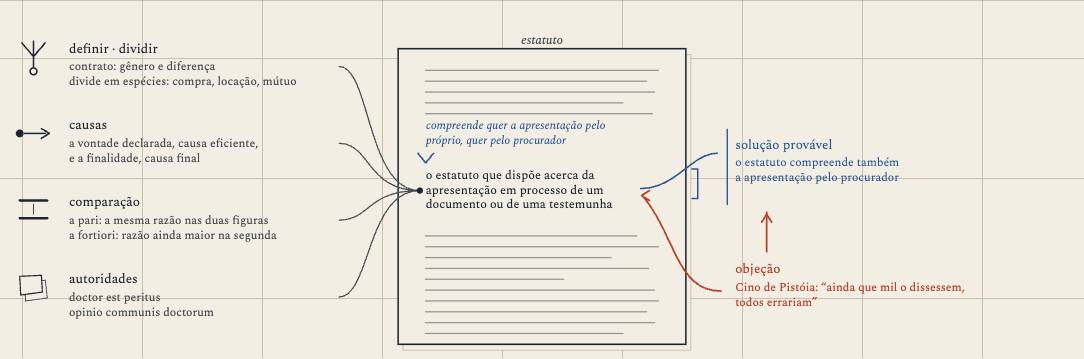 definir · dividir
contrato: gênero e diferença
divide em espécies: compra, locação, mútuo
causas
a vontade declarada, causa eficiente,
e a finalidade, causa final
comparação
a pari: a mesma razão nas duas figuras
a fortiori: razão ainda maior na segunda
autoridades
doctor est peritus
opinio communis doctorum
estatuto
compreende quer a apresentação pelo
próprio, quer pelo procurador
o estatuto que dispõe acerca da
apresentação em processo de um
documento ou de uma testemunha
solução provável
o estatuto compreende também
a apresentação pelo procurador
objeção
Cino de Pistóia: “ainda que mil o dissessem,
todos errariam”